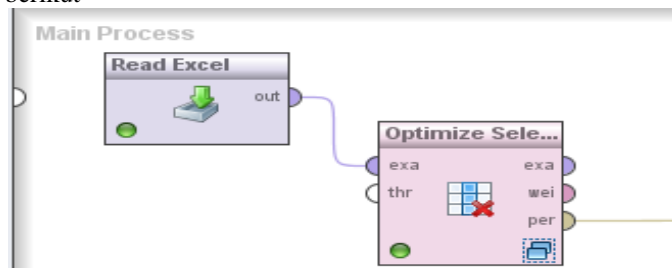 berikut
Main Process
Read Excel
out
Optimize Sele...
exa
exa
thr
wei
per